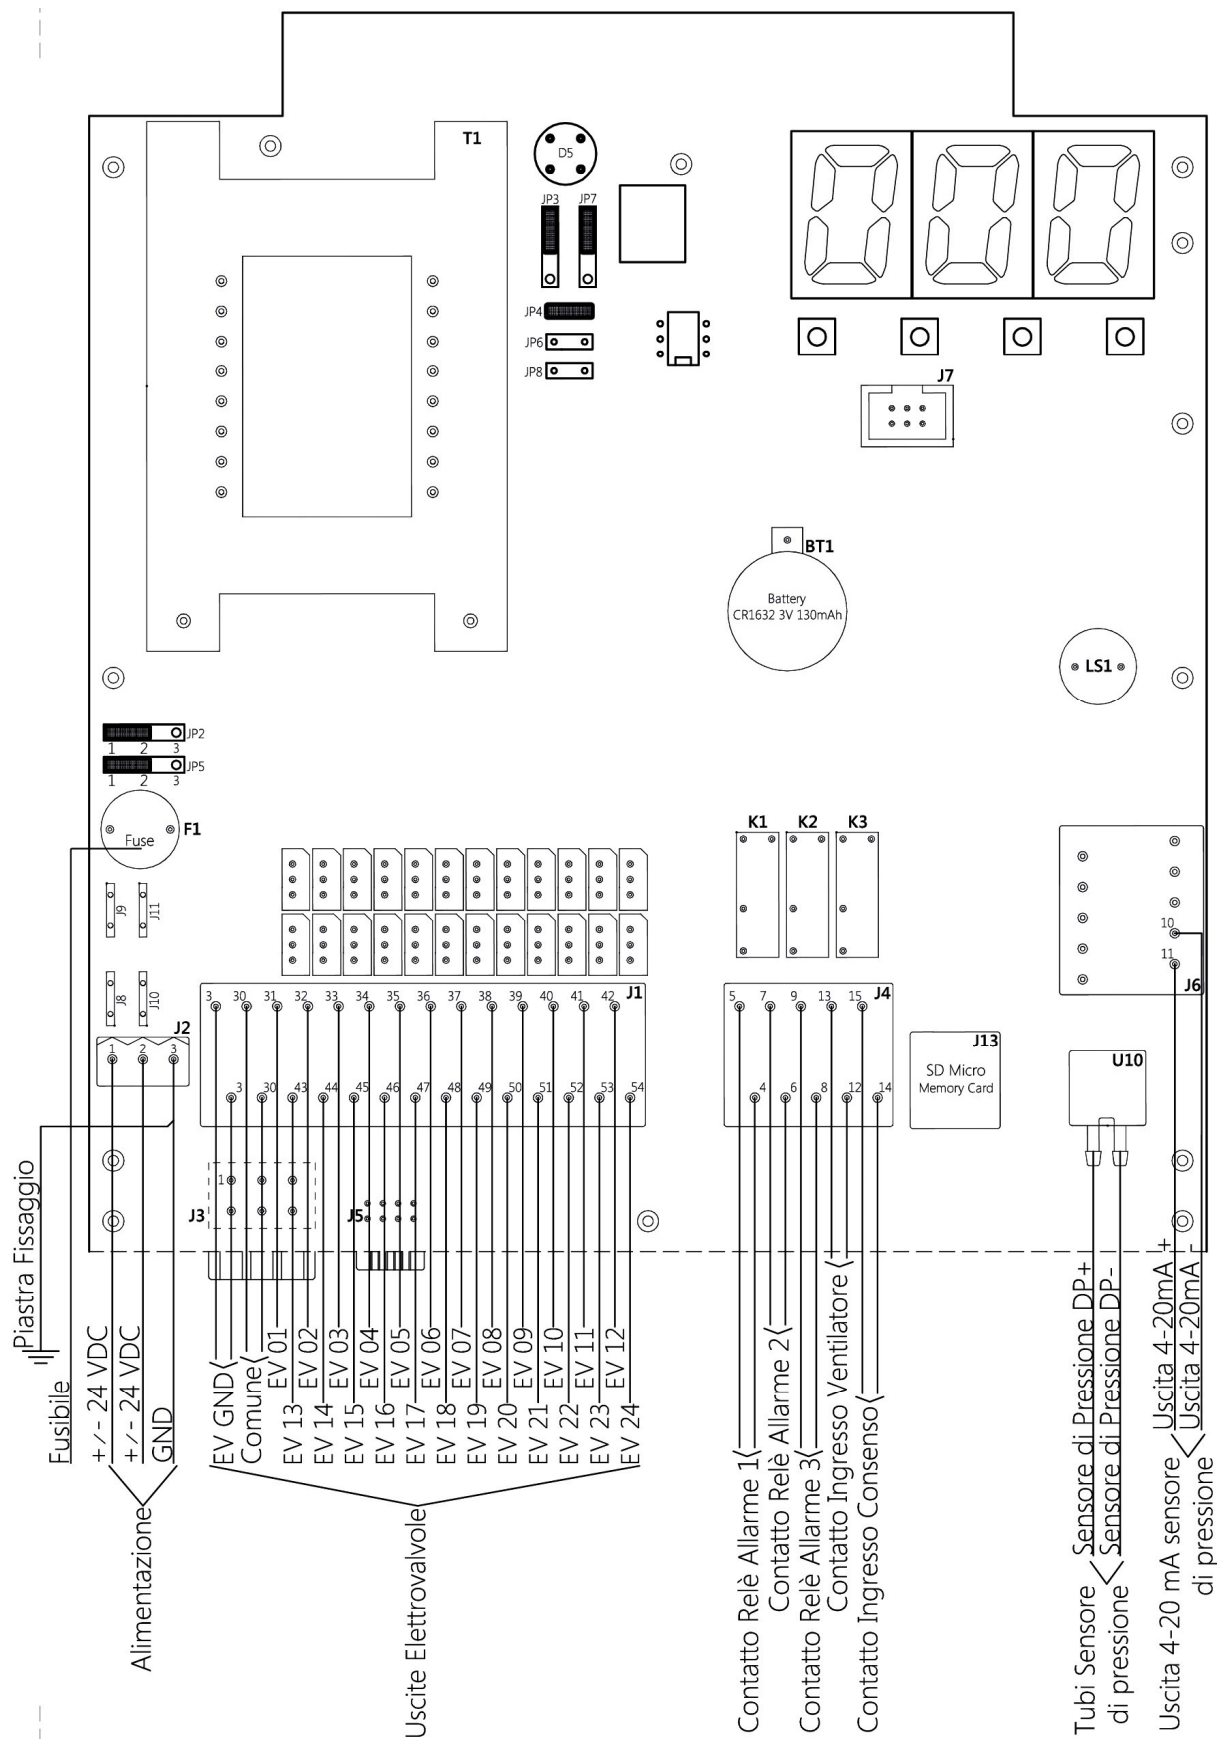 T1
D5
JP3 JP7
JP4
JP6
JP8
J7
BT1
Battery
CR1632 3V 130mAh
LS1
JP2
1 2 3
JP5
1 2 3
F1
Fuse
K1 K2 K3
J9 J11
J8 J10
10
11
J6
J2
1 2 3
3 30 31 32 33 34 35 36 37 38 39 40 41 42 J1
3 30 43 44 45 46 47 48 49 50 51 52 53 54
5 7 9 13 15 J4
4 6 8 12 14
J13
SD Micro
Memory Card
U10
1
J3
J5
Piastra Fissaggio
Fusibile
+/- 24 VDC
+/- 24 VDC
GND
Alimentazione
EV GND
Comune
EV 01
EV 13
EV 02
EV 14
EV 03
EV 15
EV 04
EV 16
EV 05
EV 17
EV 06
EV 18
EV 07
EV 19
EV 08
EV 20
EV 09
EV 21
EV 10
EV 22
EV 11
EV 23
EV 12
EV 24
Uscite Elettrovalvole
Contatto Relè Allarme 1
Contatto Relè Allarme 2
Contatto Relè Allarme 3
Contatto Ingresso Ventilatore
Contatto Ingresso Consenso
Sensore di Pressione DP+
Sensore di Pressione DP-
Tubi Sensore
di pressione
Uscita 4-20mA +
Uscita 4-20mA -
Uscita 4-20 mA sensore
di pressione